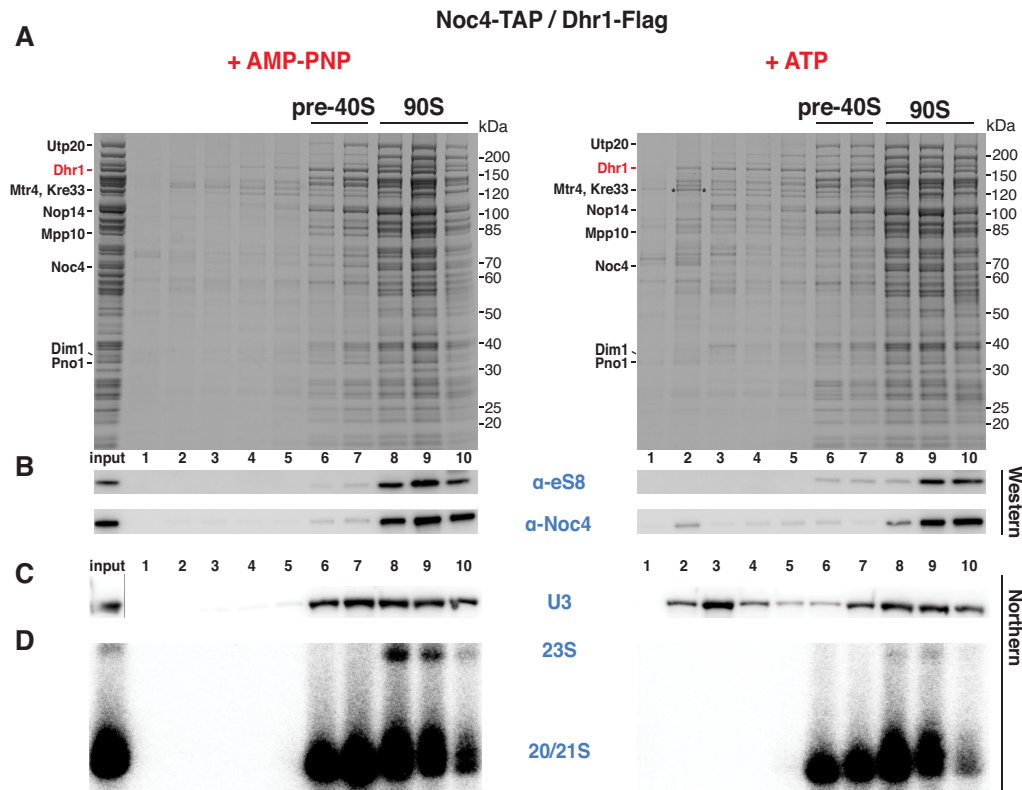 Noc4-TAP / Dhr1-Flag
A
+ AMP-PNP
+ ATP
pre-40S 90S
pre-40S 90S
kDa
kDa
Utp20
Dhr1
Mtr4, Kre33
Nop14
Mpp10
Noc4
Dim1
Pno1
200
150
120
100
85
70
60
50
40
30
25
20
Utp20
Dhr1
Mtr4, Kre33
Nop14
Mpp10
Noc4
Dim1
Pno1
* *
200
150
120
100
85
70
60
50
40
30
25
20
input 1 2 3 4 5 6 7 8 9 10
1 2 3 4 5 6 7 8 9 10
B
α-eS8
α-Noc4
Western
input 1 2 3 4 5 6 7 8 9 10
1 2 3 4 5 6 7 8 9 10
C
U3
D
23S
20/21S
Northern